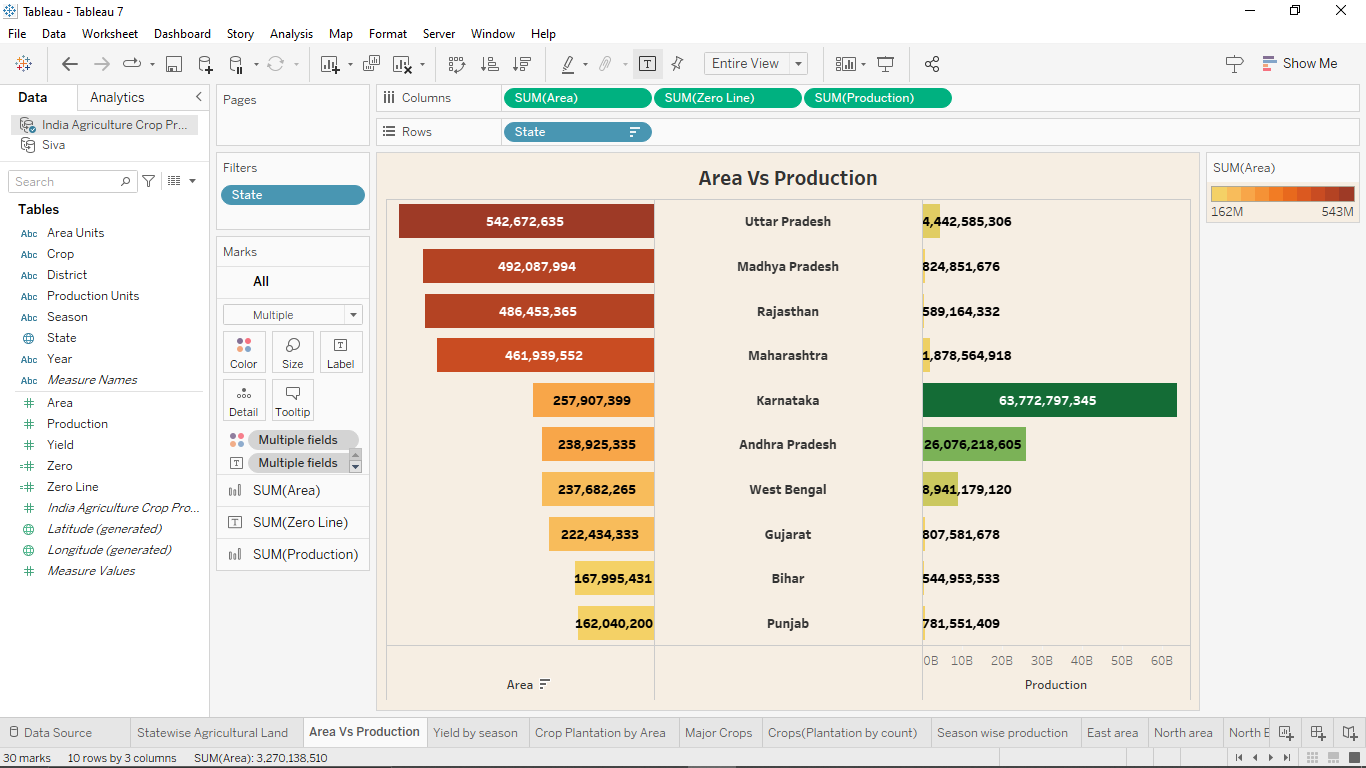 Tableau - Tableau 7
File Data Worksheet Dashboard Story Analysis Map Format Server Window Help
Entire View Show Me
Data Analytics
India Agriculture Crop Pr...
Siva
Search
Tables
Abc Area Units
Abc Crop
Abc District
Abc Production Units
Abc Season
State
Abc Year
Abc Measure Names
# Area
# Production
# Yield
=# Zero
=# Zero Line
# India Agriculture Crop Pro...
Latitude (generated)
Longitude (generated)
# Measure Values
Pages
Filters
State
Marks
All
Multiple
Color Size Label
Detail Tooltip
Multiple fields
Multiple fields
SUM(Area)
SUM(Zero Line)
SUM(Production)
Columns SUM(Area) SUM(Zero Line) SUM(Production)
Rows State
Area Vs Production
542,672,635 Uttar Pradesh 4,442,585,306
492,087,994 Madhya Pradesh 824,851,676
486,453,365 Rajasthan 589,164,332
461,939,552 Maharashtra 1,878,564,918
257,907,399 Karnataka 63,772,797,345
238,925,335 Andhra Pradesh 26,076,218,605
237,682,265 West Bengal 8,941,179,120
222,434,333 Gujarat 807,581,678
167,995,431 Bihar 544,953,533
162,040,200 Punjab 781,551,409
0B 10B 20B 30B 40B 50B 60B
Area Production
SUM(Area)
162M 543M
Data Source Statewise Agricultural Land Area Vs Production Yield by season Crop Plantation by Area Major Crops Crops(Plantation by count) Season wise production East area North area North E
30 marks 10 rows by 3 columns SUM(Area): 3,270,138,510